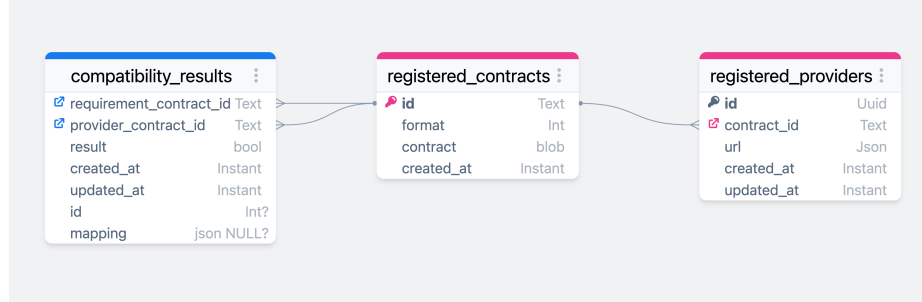 compatibility_results
requirement_contract_id Text
provider_contract_id Text
result bool
created_at Instant
updated_at Instant
id Int?
mapping json NULL?
registered_contracts
id Text
format Int
contract blob
created_at Instant
registered_providers
id Uuid
contract_id Text
url Json
created_at Instant
updated_at Instant